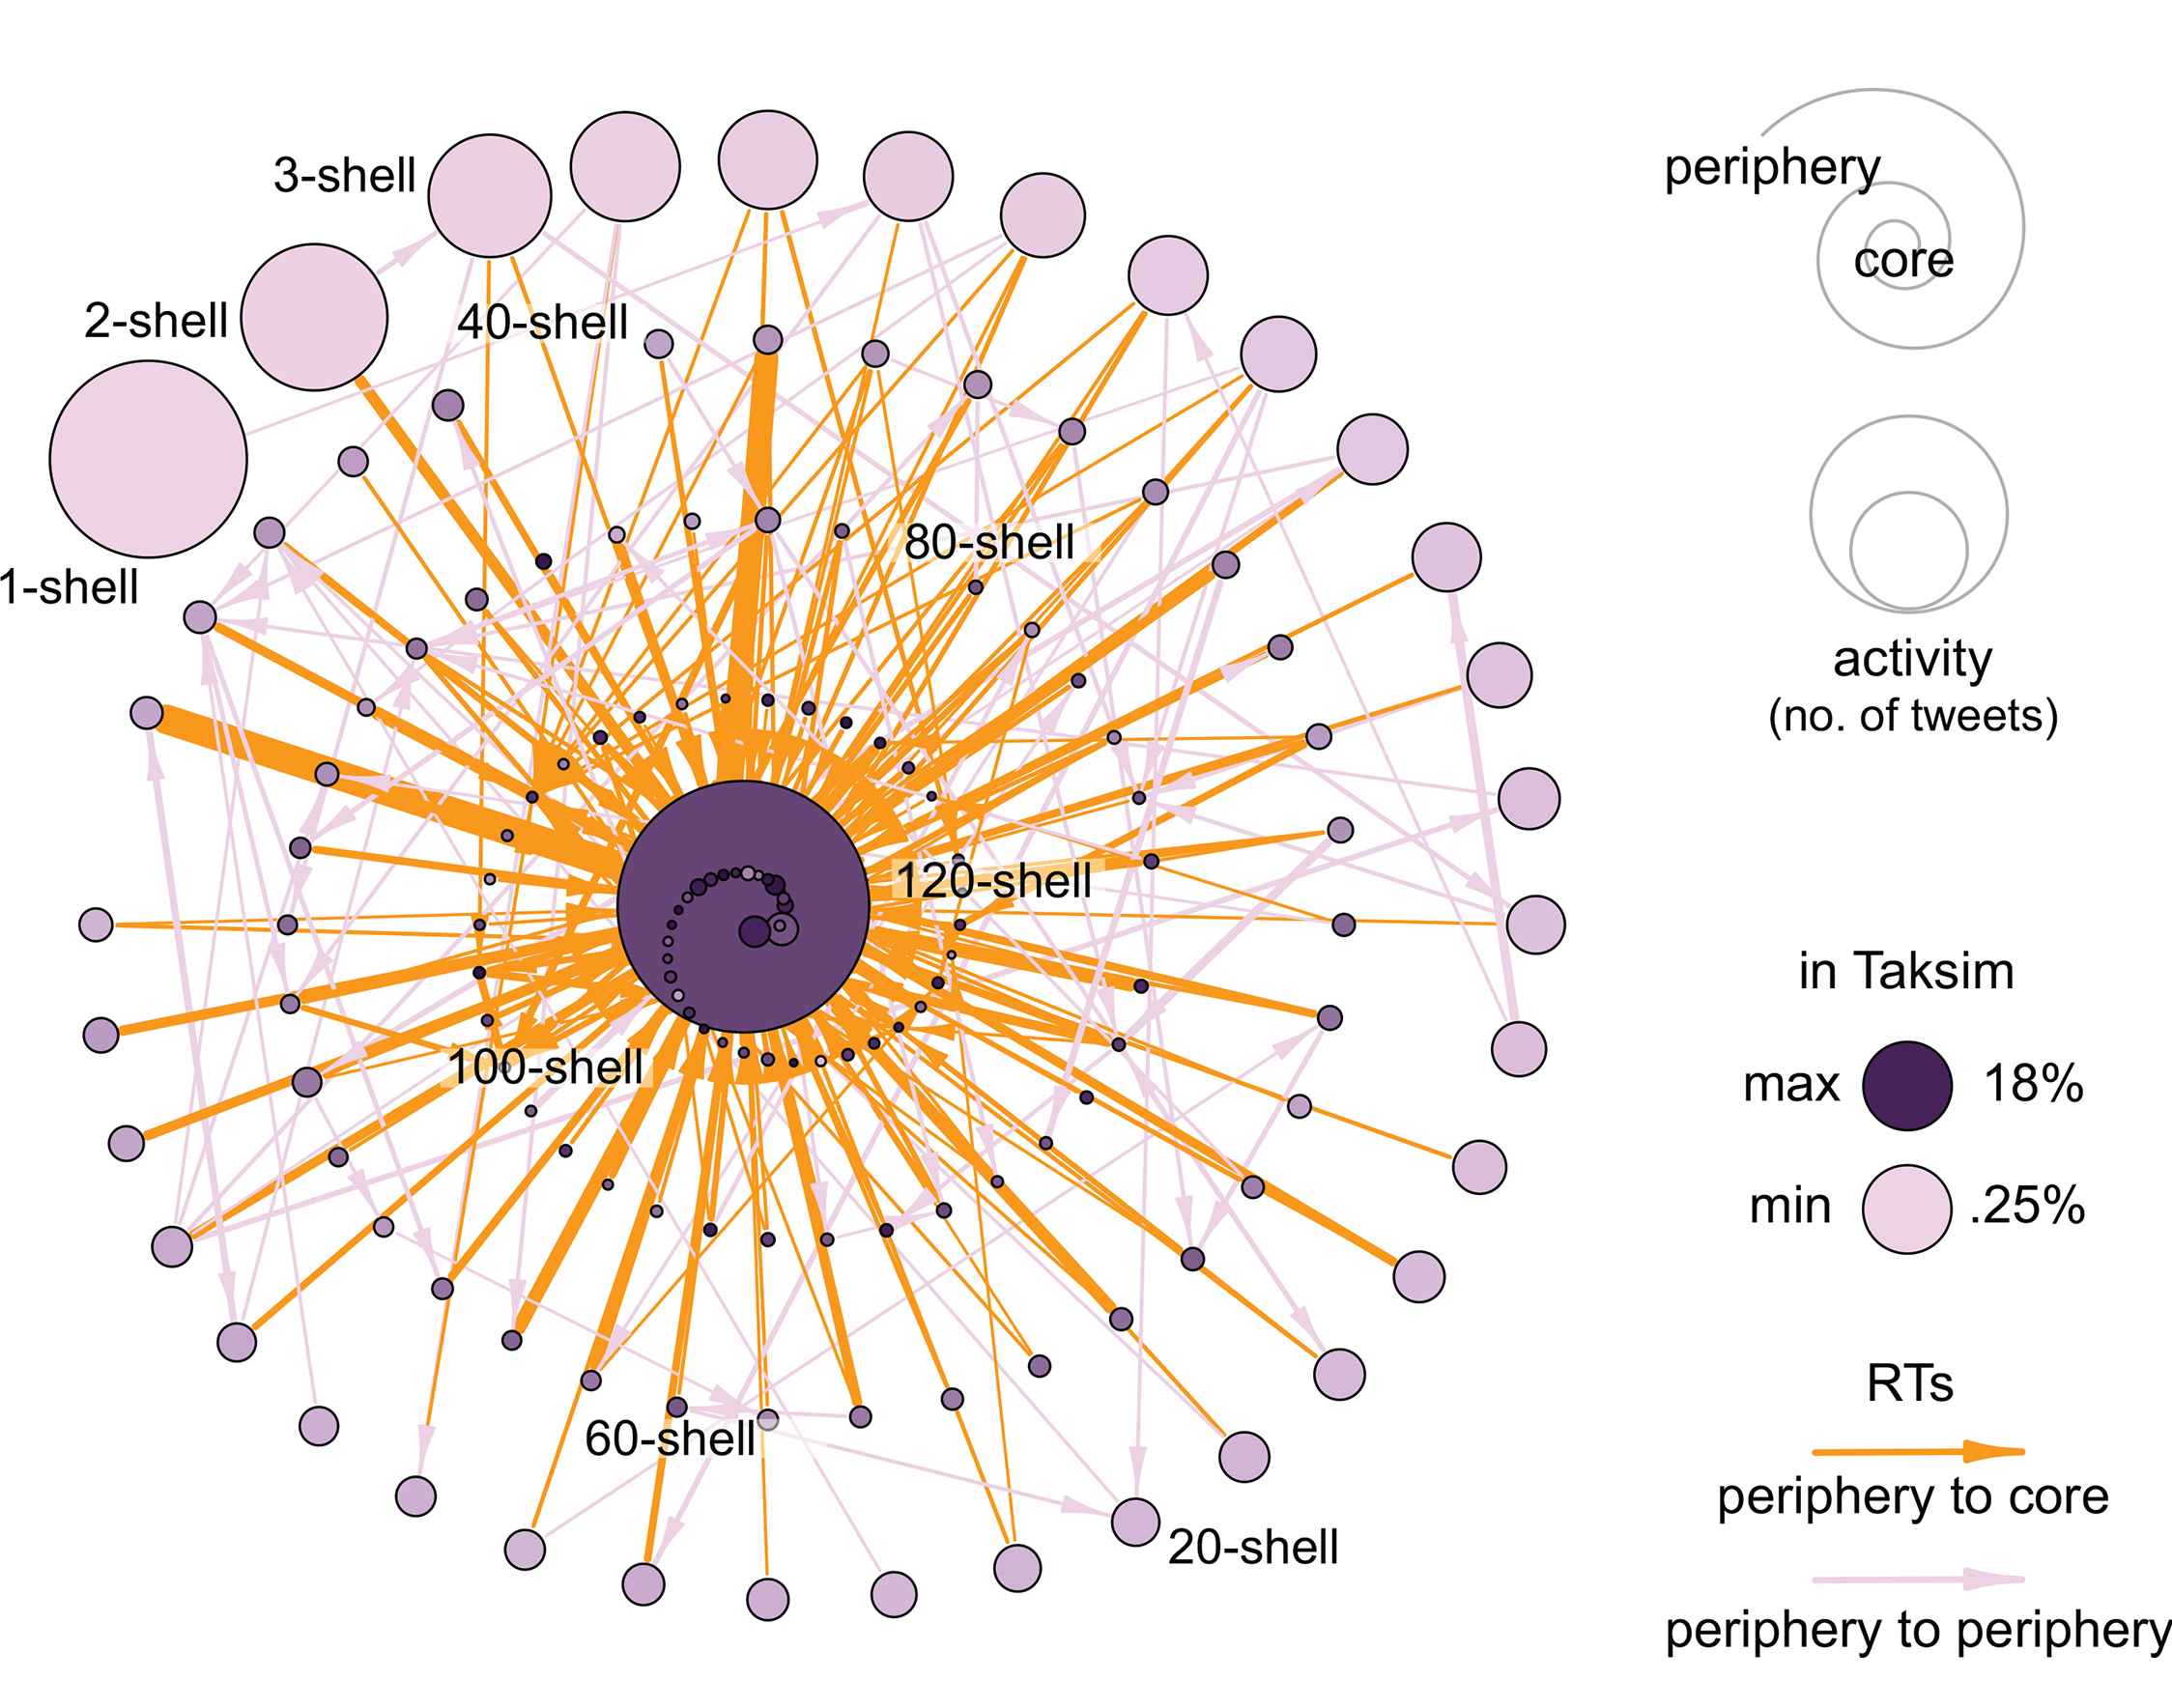 3-shell
2-shell
40-shell
1-shell
80-shell
120-shell
100-shell
60-shell
20-shell
periphery
core
activity
(no. of tweets)
in Taksim
max 18%
min .25%
RTs
periphery to core
periphery to periphery